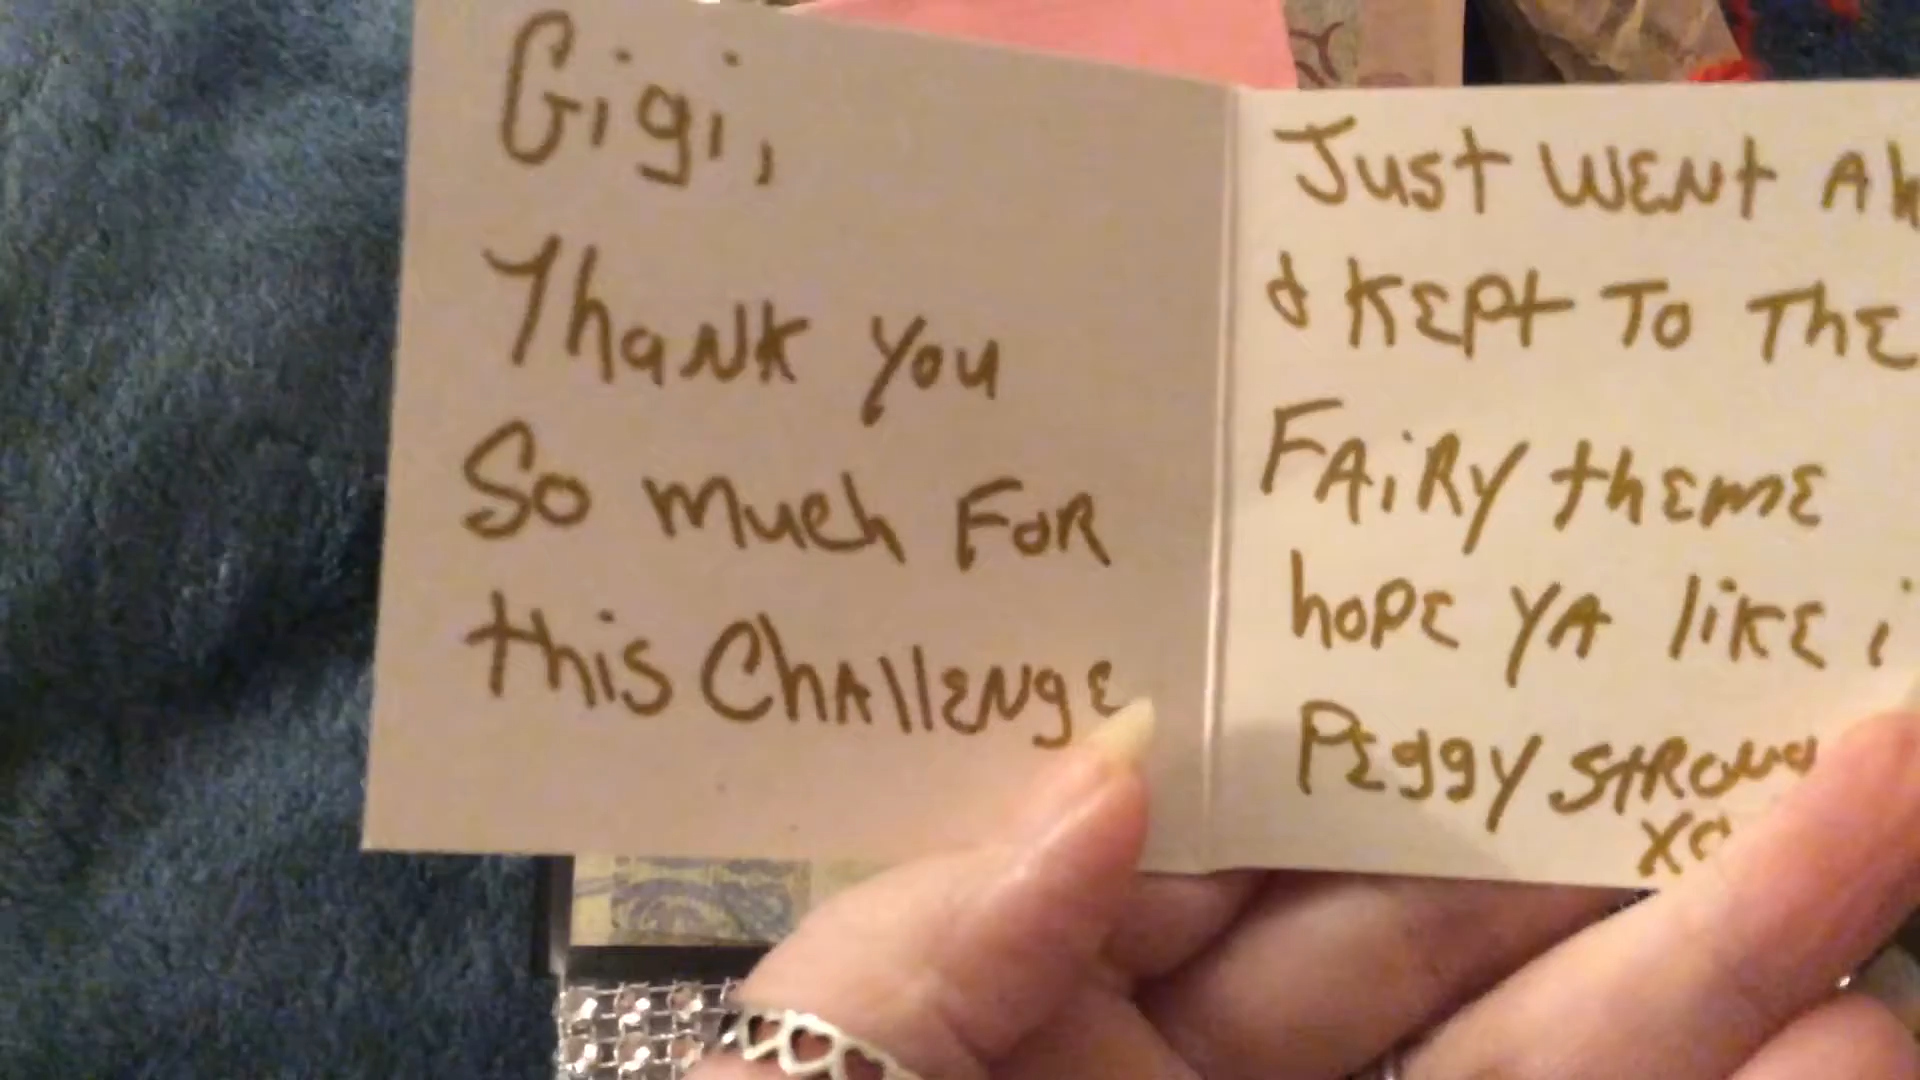 Gigi,
Thank you
So much For
this Challenge
Just went
& kept to the
Fairy theme
hope ya like
Peggy